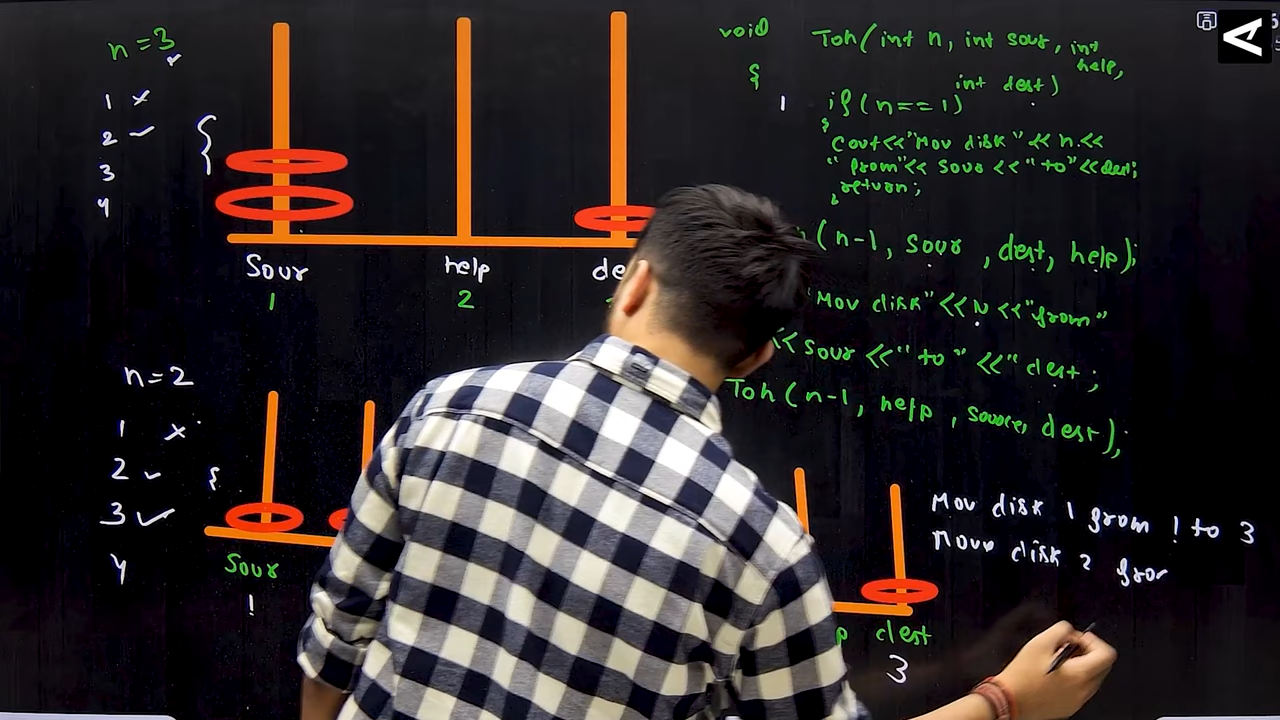 n=3
1
2
3
4
Sour
help
1
2
n=2
1
2
3
4
Sour
1
void Toh(int n, int sour, int
help,
int dest)
{
1 if(n==1)
{
Cout<<"Mov disk"<<n<<
" from"<< sour <<"to"<<dest;
return;
(n-1, sour, dest, help);
"Mov disk"<<N<<"from"
<< sour <<"to" <<" dest;
Toh(n-1, help, source, dest);
Mov disk 1 from 1 to 3
Move disk 2 fro
dest
3